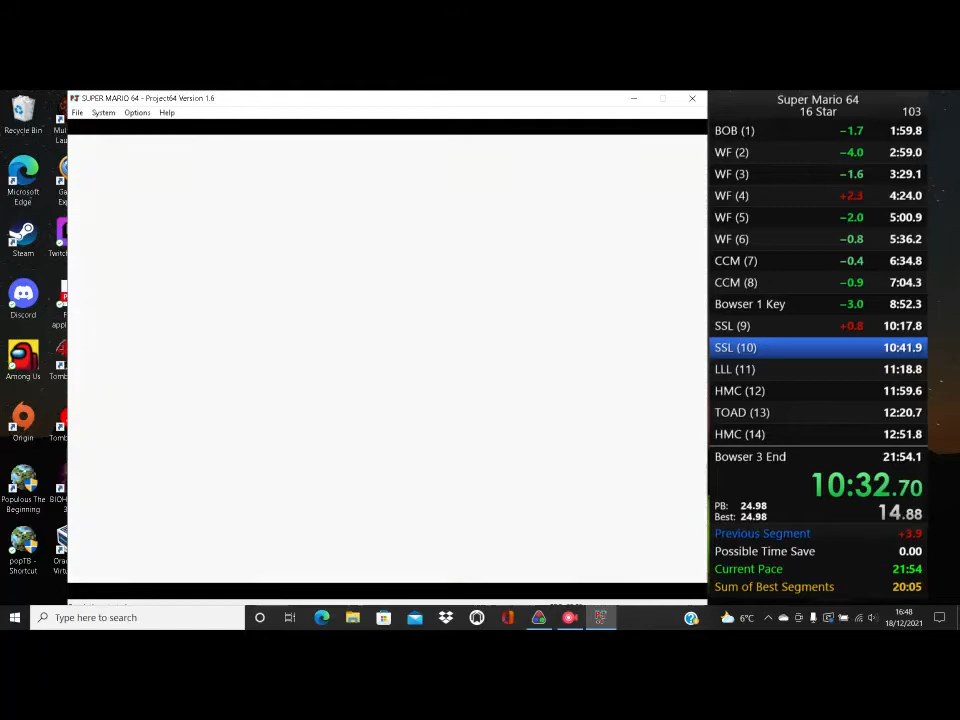 SUPER MARIO 64 - Project64 Version 1.6
File System Options Help
Recycle Bin
Microsoft Edge
Steam
Discord
Among Us
Origin
Populous The Beginning
popTB - Shortcut
Super Mario 64
16 Star 103
BOB (1) −1.7 1:59.8
WF (2) −4.0 2:59.0
WF (3) −1.6 3:29.1
WF (4) +2.3 4:24.0
WF (5) −2.0 5:00.9
WF (6) −0.8 5:36.2
CCM (7) −0.4 6:34.8
CCM (8) −0.9 7:04.3
Bowser 1 Key −3.0 8:52.3
SSL (9) +0.8 10:17.8
SSL (10) 10:41.9
LLL (11) 11:18.8
HMC (12) 11:59.6
TOAD (13) 12:20.7
HMC (14) 12:51.8
Bowser 3 End 21:54.1
10:32.70
PB: 24.98
Best: 24.98
14.88
Previous Segment +3.9
Possible Time Save 0.00
Current Pace 21:54
Sum of Best Segments 20:05
Type here to search
6°C
16:48
18/12/2021